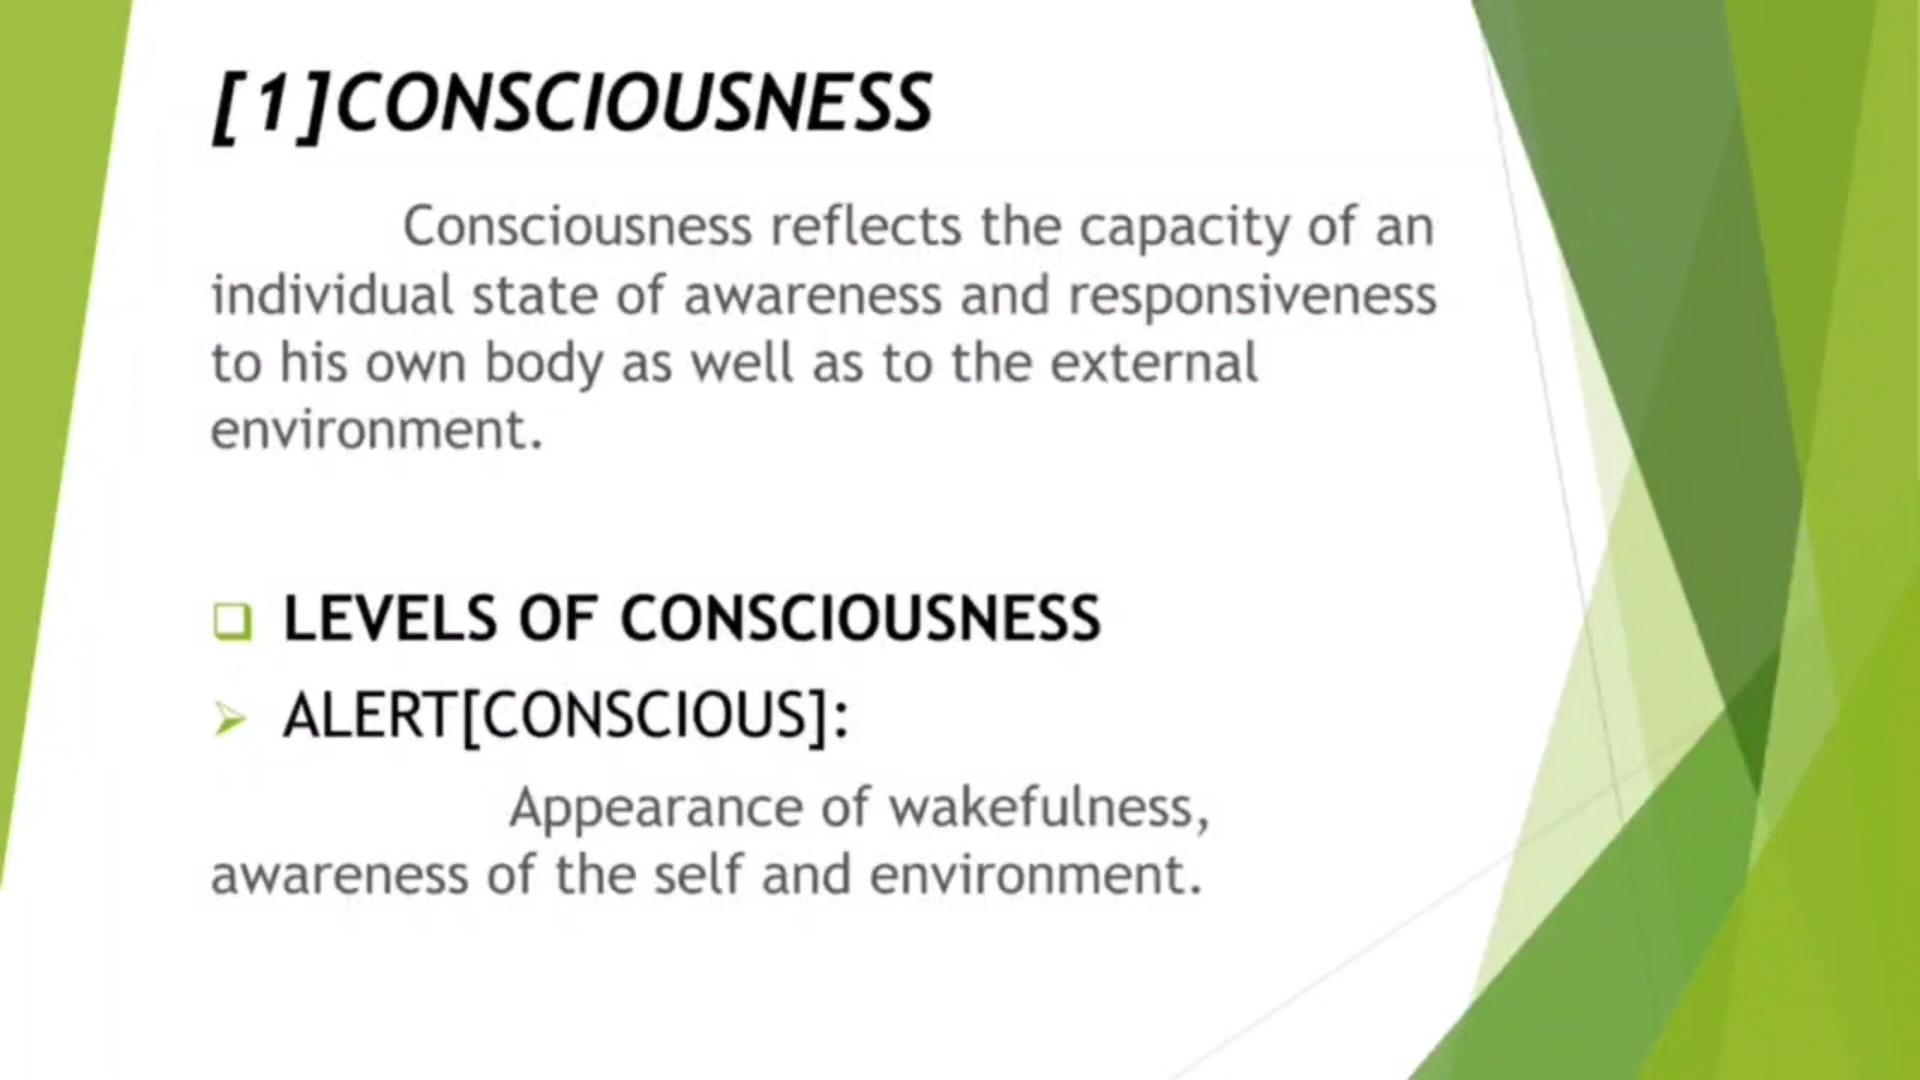 [1]CONSCIOUSNESS
Consciousness reflects the capacity of an
individual state of awareness and responsiveness
to his own body as well as to the external
environment.
LEVELS OF CONSCIOUSNESS
ALERT[CONSCIOUS]:
Appearance of wakefulness,
awareness of the self and environment.